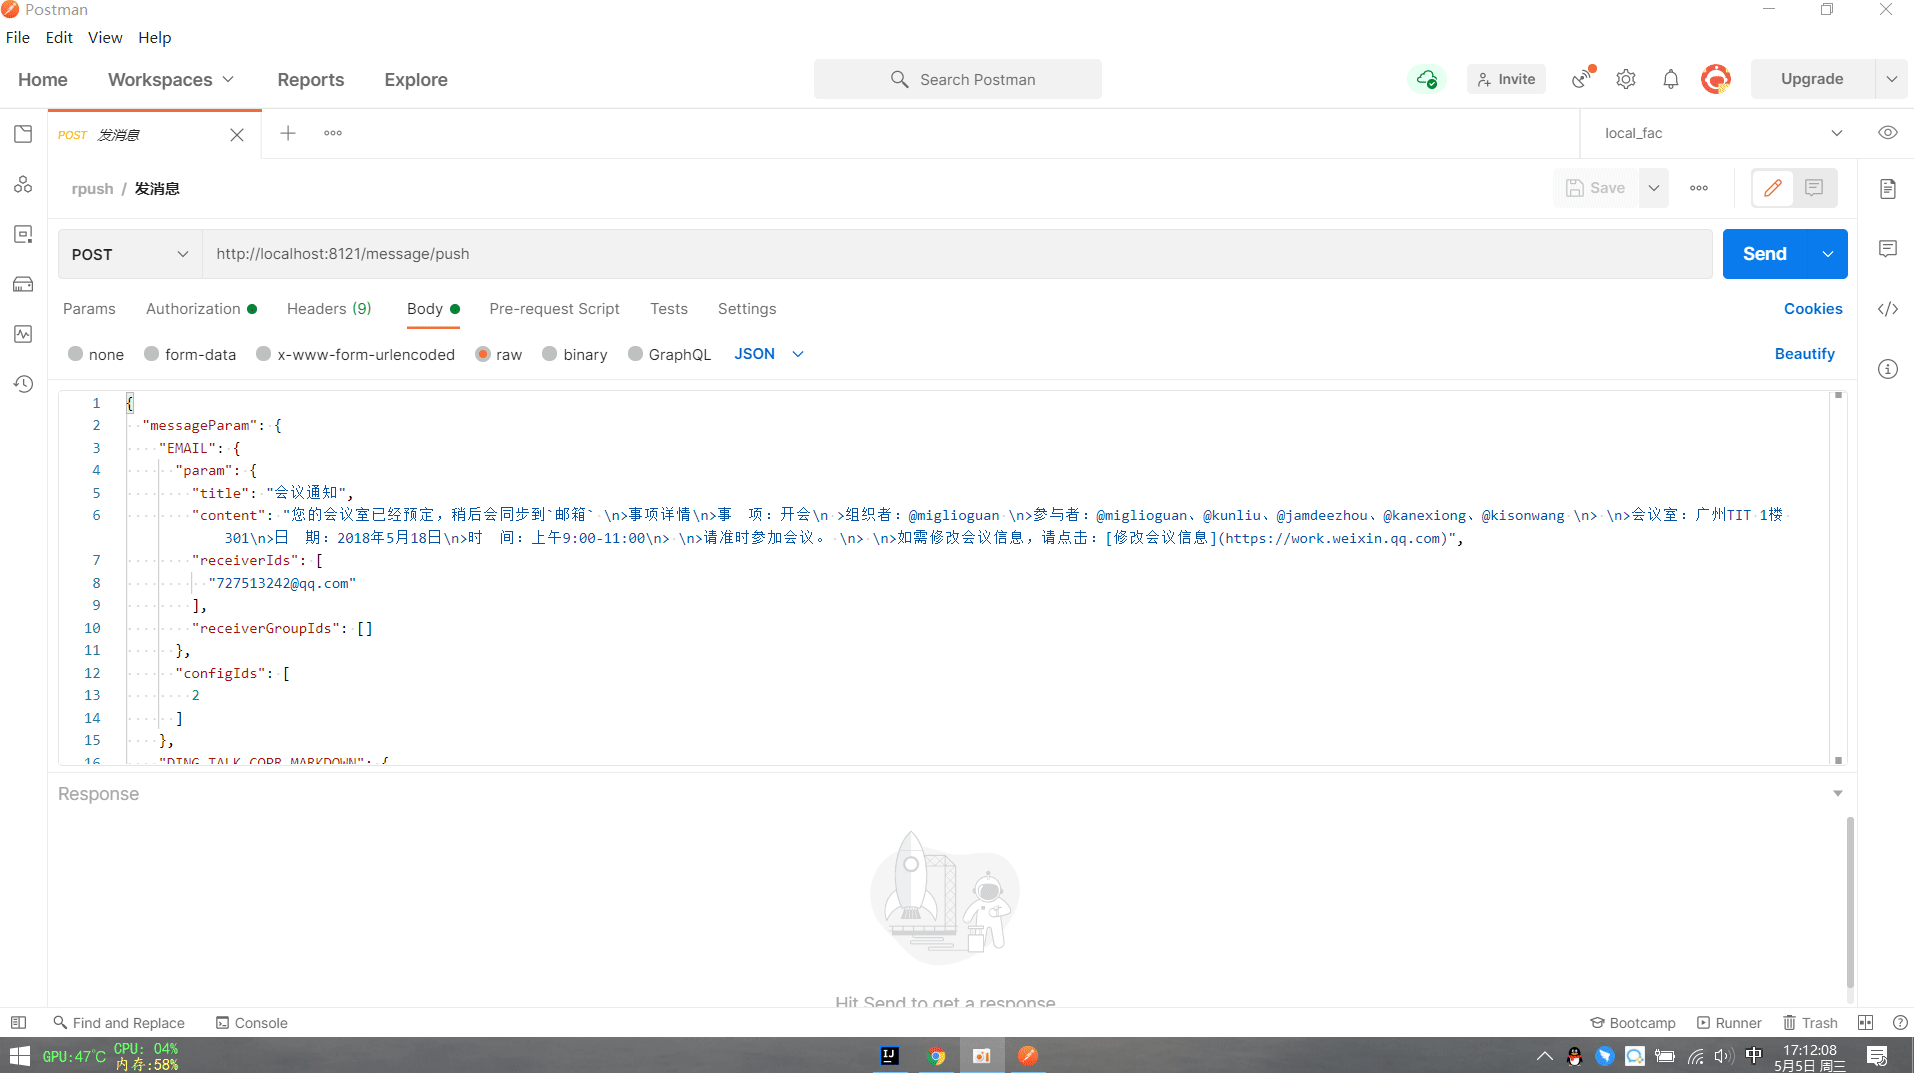 Postman
File Edit View Help
Home Workspaces Reports Explore Search Postman Invite Upgrade
POST 发消息 local_fac
rpush / 发消息 Save
POST http://localhost:8121/message/push Send
Params Authorization Headers (9) Body Pre-request Script Tests Settings Cookies
none form-data x-www-form-urlencoded raw binary GraphQL JSON Beautify
1 {
2 "messageParam": {
3 "EMAIL": {
4 "param": {
5 "title": "会议通知",
6 "content": "您的会议室已经预定，稍后会同步到`邮箱` \n>事项详情\n>事　项：开会\n >组织者：@miglioguan \n>参与者：@miglioguan、@kunliu、@jamdeezhou、@kanexiong、@kisonwang \n> \n>会议室：广州TIT 1楼
301\n>日　期：2018年5月18日\n>时　间：上午9:00-11:00\n> \n>请准时参加会议。 \n> \n>如需修改会议信息，请点击：[修改会议信息](https://work.weixin.qq.com)",
7 "receiverIds": [
8 "727513242@qq.com"
9 ],
10 "receiverGroupIds": []
11 },
12 "configIds": [
13 2
14 ]
15 },
16 "DING_TALK_COPR_MARKDOWN": {
Response
Hit Send to get a response
Find and Replace Console Bootcamp Runner Trash
GPU:47℃ CPU: 04% 中 17:12:08
内存:58% 5月5日 周三